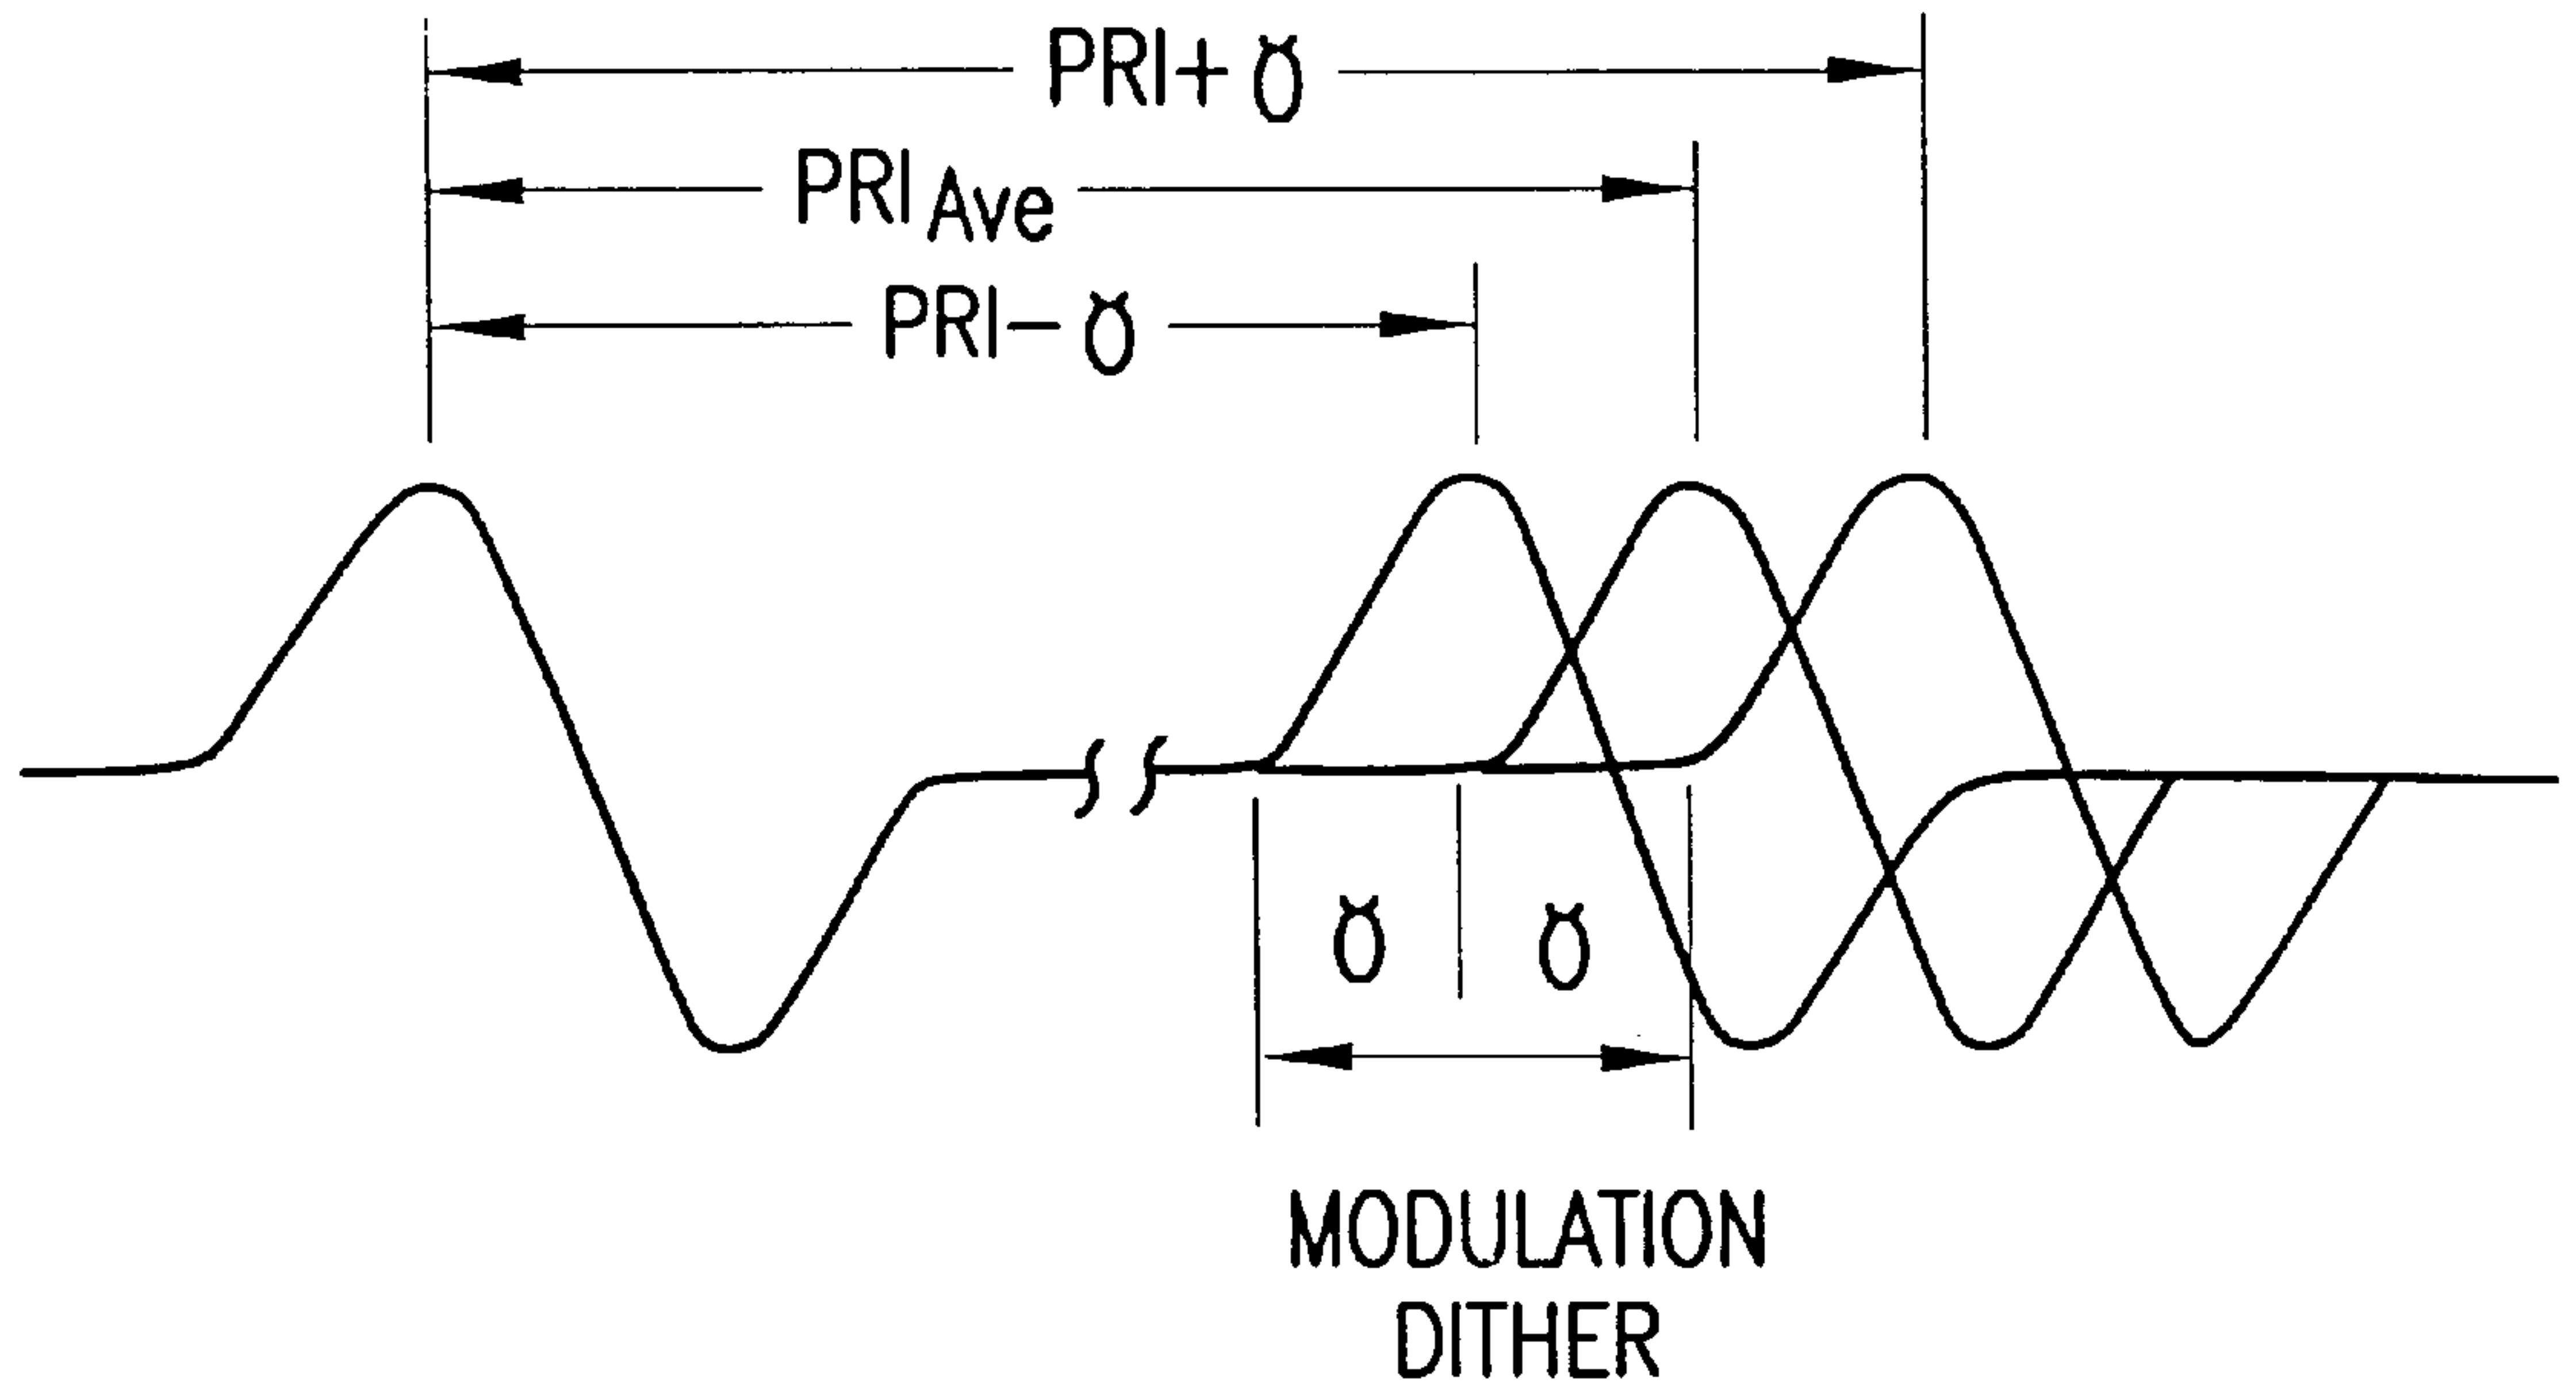 PRI+ ϒ
PRI Ave
PRI− ϒ
ϒ ϒ
MODULATION
DITHER